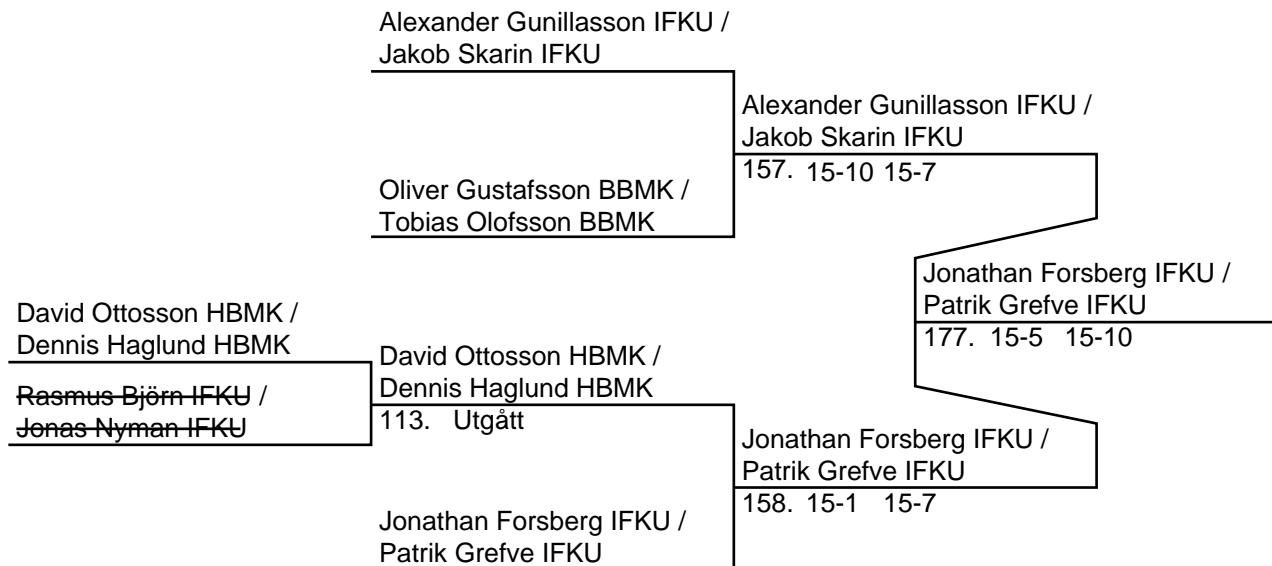 Alexander Gunillasson IFKU /
Jakob Skarin IFKU
Alexander Gunillasson IFKU /
Jakob Skarin IFKU
157. 15-10 15-7
Oliver Gustafsson BBMK /
Tobias Olofsson BBMK
Jonathan Forsberg IFKU /
Patrik Grefve IFKU
177. 15-5 15-10
David Ottosson HBMK /
Dennis Haglund HBMK
David Ottosson HBMK /
Dennis Haglund HBMK
113. Utgått
Rasmus Björn IFKU /
Jonas Nyman IFKU
Jonathan Forsberg IFKU /
Patrik Grefve IFKU
158. 15-1 15-7
Jonathan Forsberg IFKU /
Patrik Grefve IFKU